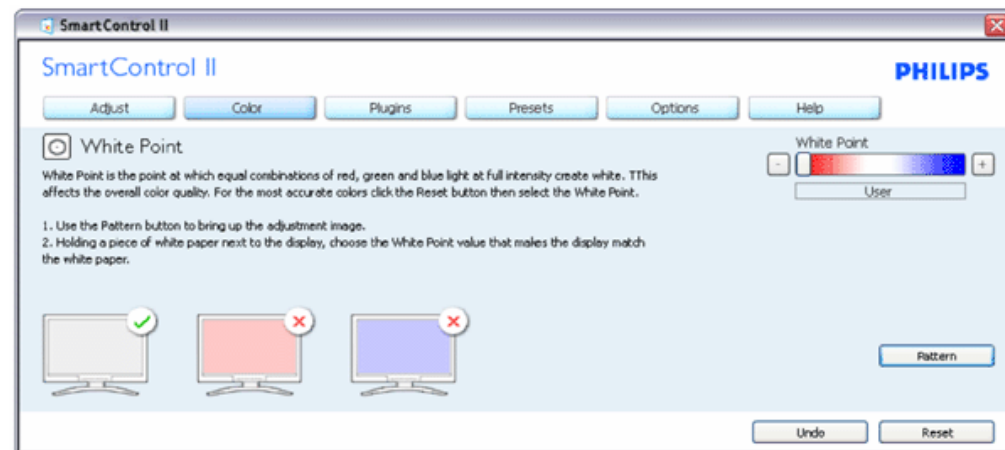 SmartControl II
SmartControl II
PHILIPS
Adjust Color Plugins Presets Options Help
White Point
White Point
White Point is the point at which equal combinations of red, green and blue light at full intensity create white. TThis
affects the overall color quality. For the most accurate colors click the Reset button then select the White Point.
- +
User
1. Use the Pattern button to bring up the adjustment image.
2. Holding a piece of white paper next to the display, choose the White Point value that makes the display match
the white paper.
Pattern
Undo Reset